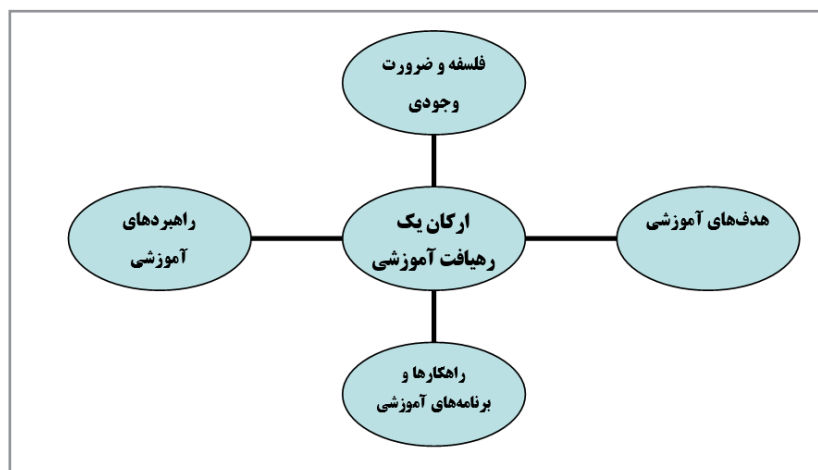 فلسفه و ضرورت
وجودی
هدف‌های آموزشی
ارکان یک
رهیافت آموزشی
راهبردهای
آموزشی
راهکارها و
برنامه‌های آموزشی